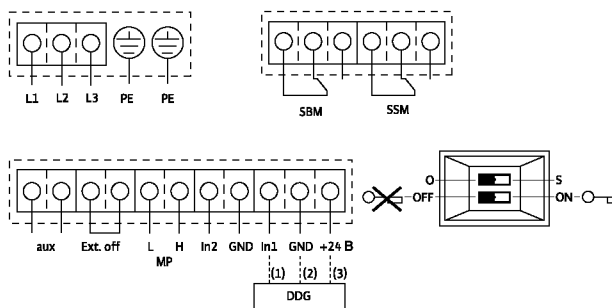 L1 L2 L3 PE PE
SBM SSM
O S
OFF ON
aux Ext. off L H In2 GND In1 GND +24 В
MP
(1) (2) (3)
DDG